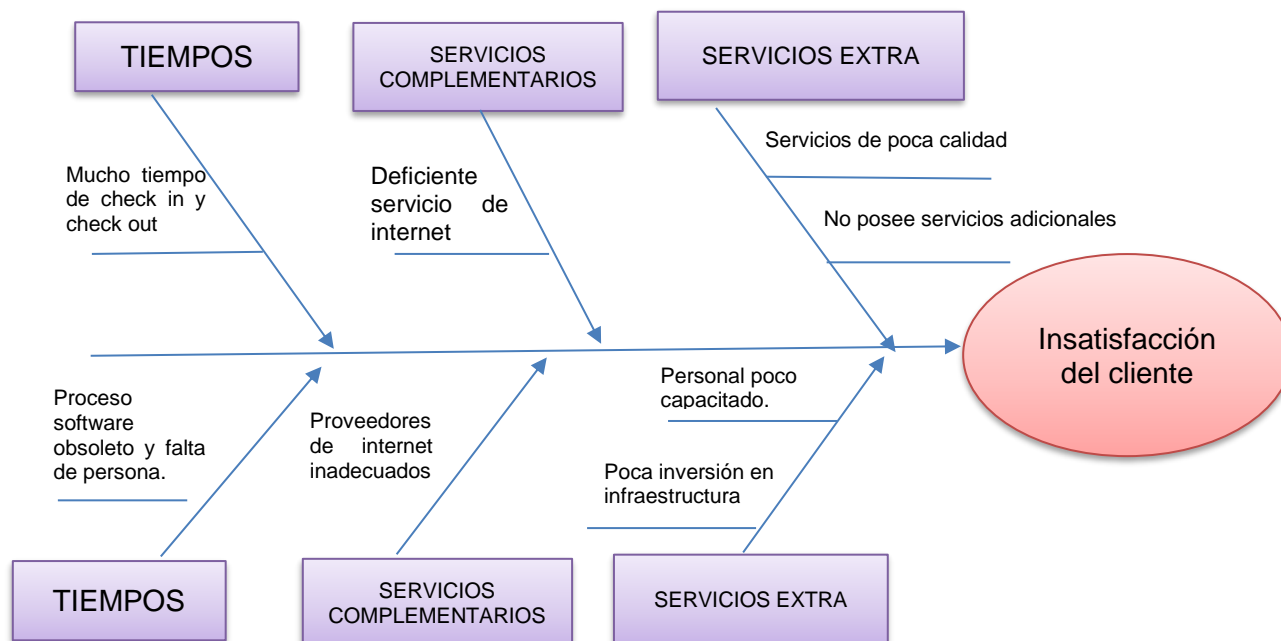 TIEMPOS
SERVICIOS
COMPLEMENTARIOS
SERVICIOS EXTRA
Mucho tiempo
de check in y
check out
Deficiente
servicio de
internet
Servicios de poca calidad
No posee servicios adicionales
Insatisfacción
del cliente
Proceso
software
obsoleto y falta
de persona.
Proveedores
de internet
inadecuados
Personal poco
capacitado.
Poca inversión en
infraestructura
TIEMPOS
SERVICIOS
COMPLEMENTARIOS
SERVICIOS EXTRA